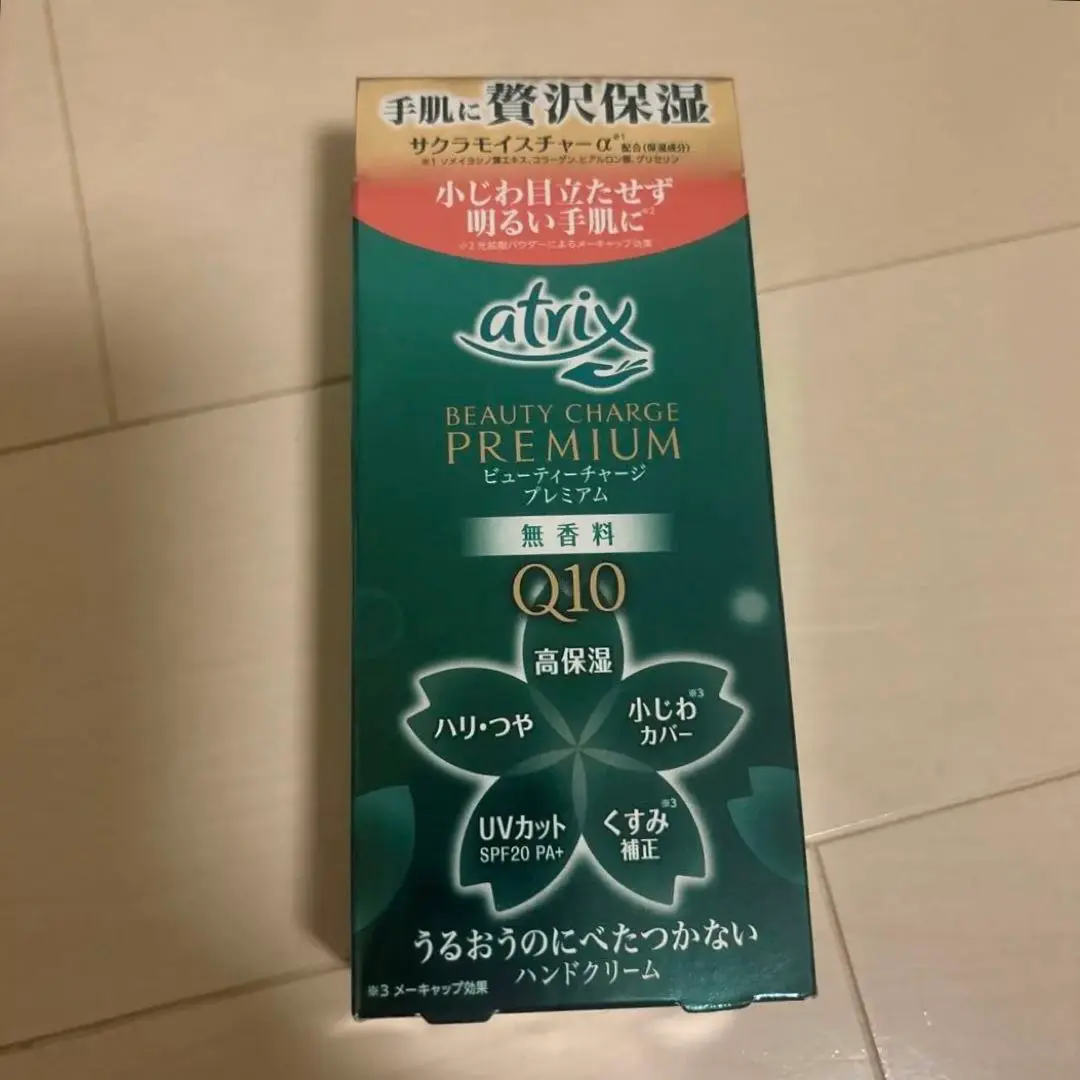 手肌に 贅沢保湿
サクラモイスチャーα※1 配合(保湿成分)
※1 ソメイヨシノ葉エキス、コラーゲン、ヒアルロン酸、グリセリン
小じわ目立たせず
明るい手肌に※2
※2 光拡散パウダーによるメーキャップ効果
atrix
BEAUTY CHARGE
PREMIUM
ビューティーチャージ
プレミアム
無香料
Q10
高保湿
ハリ・つや
小じわ※3
カバー
UVカット
SPF20 PA+
くすみ※3
補正
うるおうのにべたつかない
ハンドクリーム
※3 メーキャップ効果